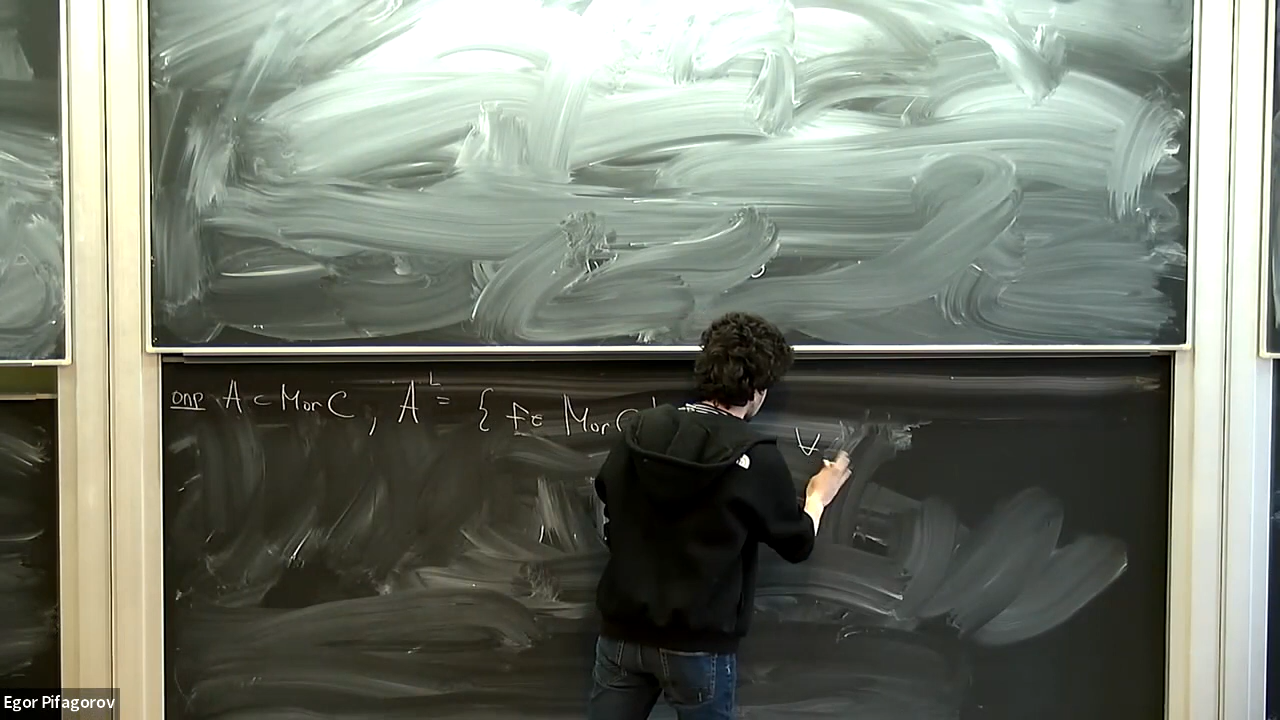 опр A ⊂ Mor C, A^L = { f ∈ Mor C | ∀
Egor Pifagorov